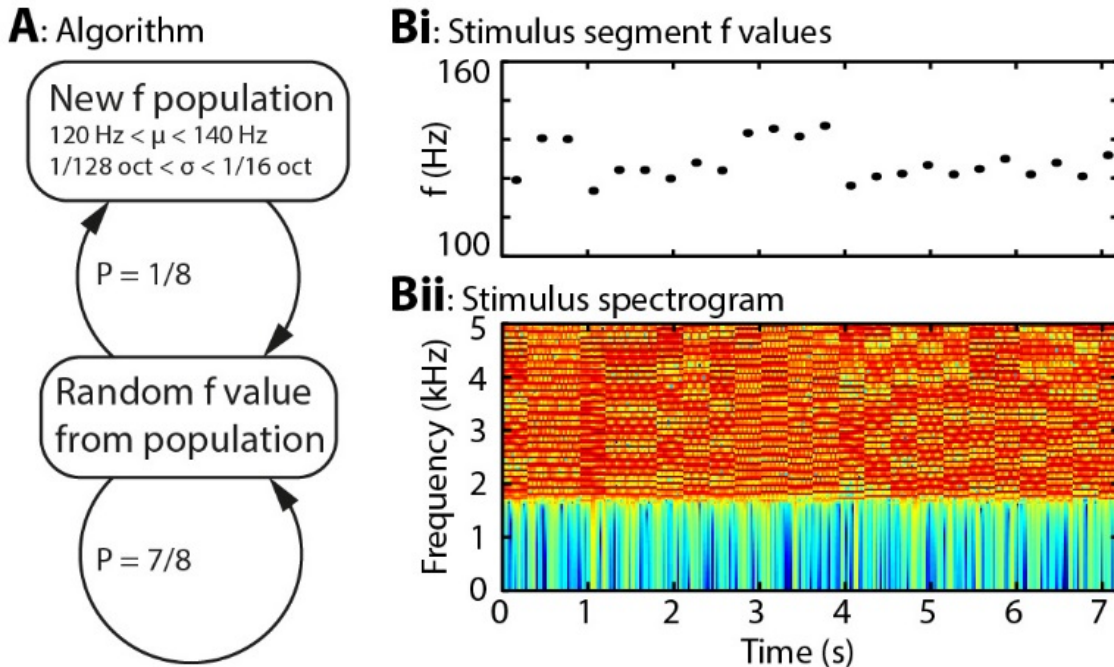 A: Algorithm
New f population
120 Hz < μ < 140 Hz
1/128 oct < σ < 1/16 oct
P = 1/8
Random f value
from population
P = 7/8
Bi: Stimulus segment f values
160
f (Hz)
100
Bii: Stimulus spectrogram
5
4
3
2
1
0
Frequency (kHz)
0 1 2 3 4 5 6 7
Time (s)